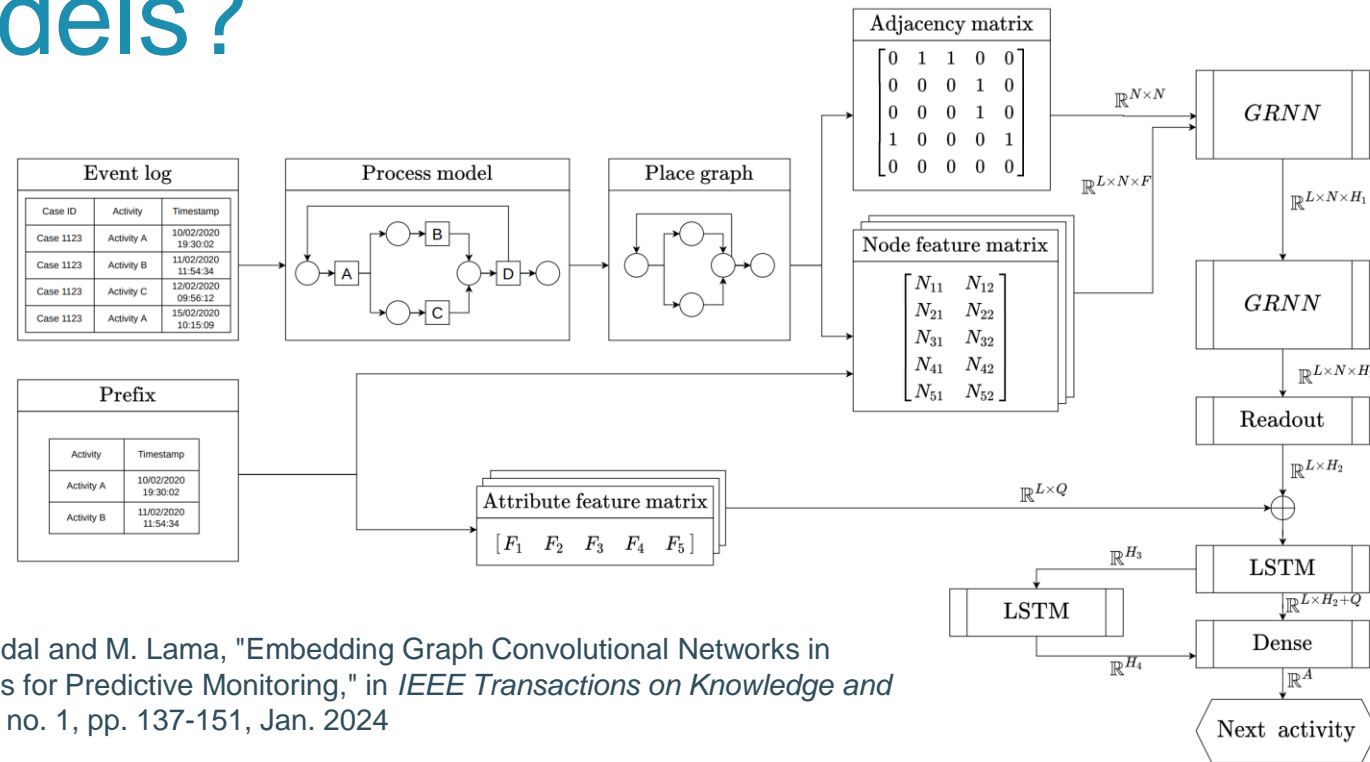 dels?
Adjacency matrix
0 1 1 0 0
0 0 0 1 0
0 0 0 1 0
1 0 0 0 1
0 0 0 0 0
ℝ^{N×N}
GRNN
Event log
Case ID Activity Timestamp
Case 1123 Activity A 10/02/2020
19:30:02
Case 1123 Activity B 11/02/2020
11:54:34
Case 1123 Activity C 12/02/2020
09:56:12
Case 1123 Activity A 15/02/2020
10:15:09
Process model
A
B
C
D
Place graph
ℝ^{L×N×F}
ℝ^{L×N×H₁}
Node feature matrix
N₁₁ N₁₂
N₂₁ N₂₂
N₃₁ N₃₂
N₄₁ N₄₂
N₅₁ N₅₂
GRNN
ℝ^{L×N×H
Prefix
Activity Timestamp
Activity A 10/02/2020
19:30:02
Activity B 11/02/2020
11:54:34
Readout
ℝ^{L×H₂}
Attribute feature matrix
[F₁ F₂ F₃ F₄ F₅]
ℝ^{L×Q}
⊕
LSTM
ℝ^{H₃}
ℝ^{L×H₂+Q}
LSTM
ℝ^{H₄}
Dense
ℝ^A
Next activity
dal and M. Lama, "Embedding Graph Convolutional Networks in
s for Predictive Monitoring," in IEEE Transactions on Knowledge and
no. 1, pp. 137-151, Jan. 2024